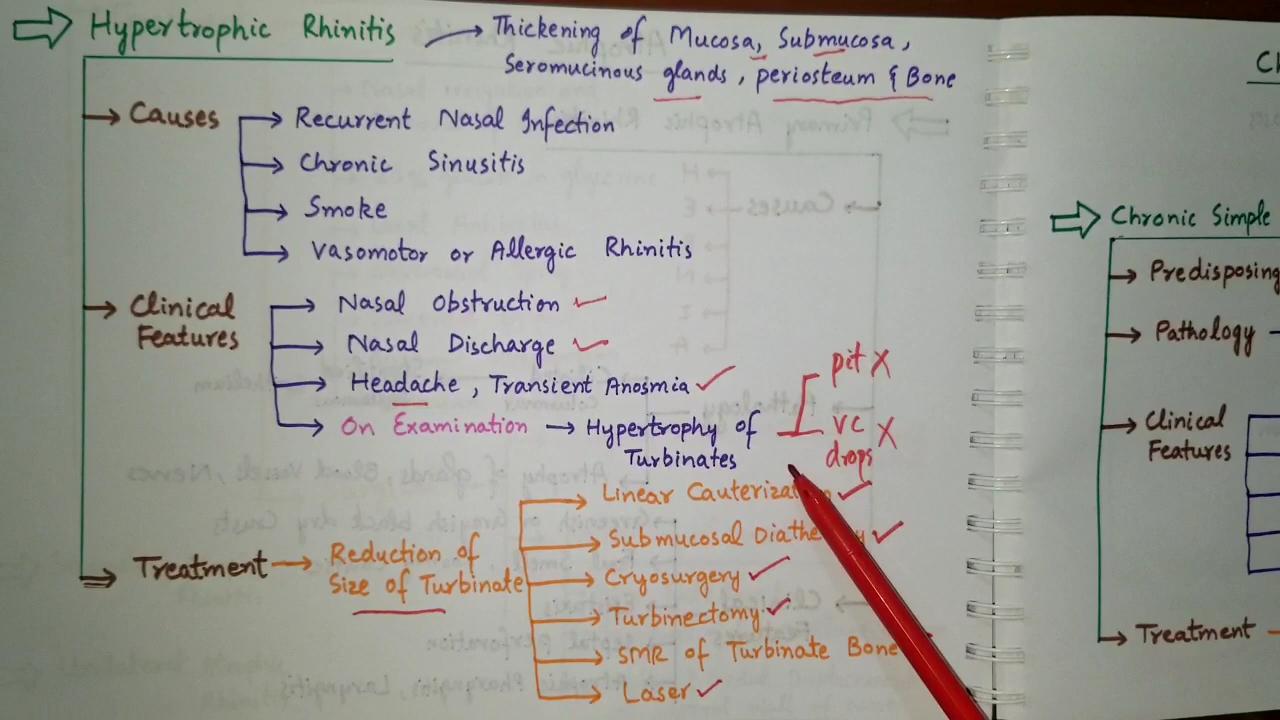 Hypertrophic Rhinitis → Thickening of Mucosa, Submucosa,
Seromucinous glands, periosteum & Bone
Causes
Recurrent Nasal Infection
Chronic Sinusitis
Smoke
Vasomotor or Allergic Rhinitis
Clinical
Features
Nasal Obstruction ✓
Nasal Discharge ✓
Headache, Transient Anosmia ✓
On Examination → Hypertrophy of
Turbinates
pit X
VC X
drops
Treatment → Reduction of
Size of Turbinate
Linear ✓
Submucosal ✓
Cryosurgery ✓
Turbinectomy ✓
SMR of Turbinate Bone
Laser ✓
Chronic Simple
Predisposing
Pathology
Clinical
Features
Treatment